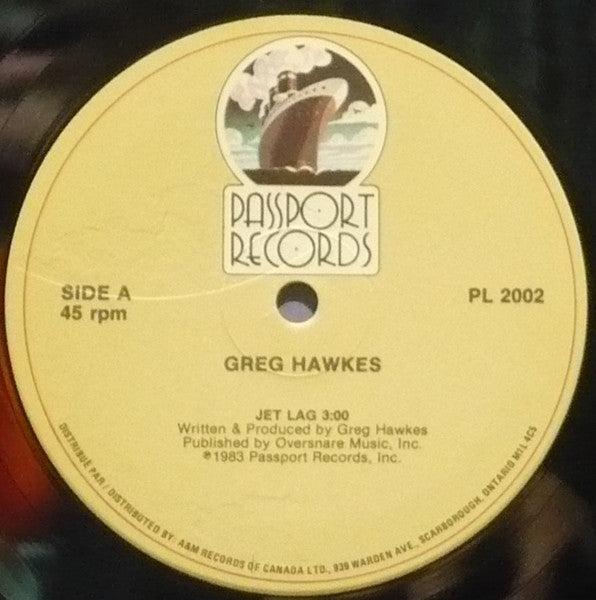 PASSPORT
RECORDS
SIDE A
45 rpm
PL 2002
GREG HAWKES
JET LAG 3:00
Written & Produced by Greg Hawkes
Published by Oversnare Music, Inc.
℗1983 Passport Records, Inc.
DISTRIBUÉ PAR / DISTRIBUTED BY: A&M RECORDS OF CANADA LTD., 939 WARDEN AVE., SCARBOROUGH, ONTARIO M1L 4C5